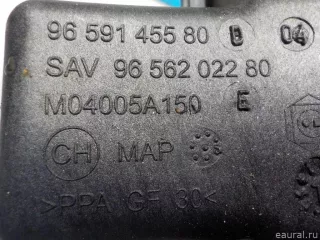 96 591 455 80 D 04
SAV 96 562 022 80
M04005A150 E
CH MAP
>PPA GF 30<
eaural.ru